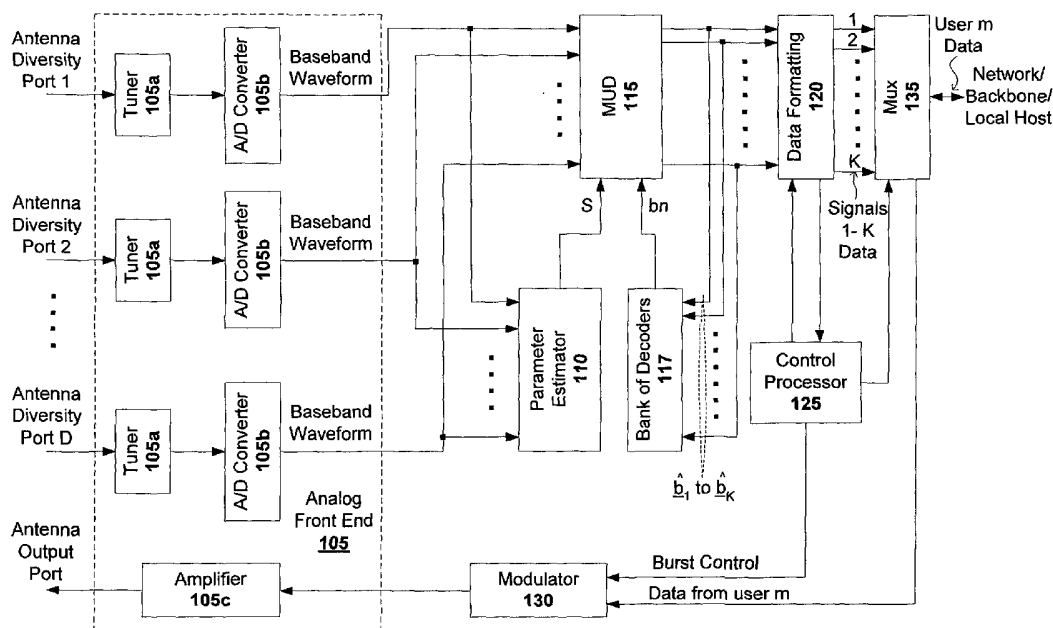 Antenna
Diversity
Port 1
Tuner
105a
A/D Converter
105b
Baseband
Waveform
MUD
115
Data Formatting
120
1
2
K
Signals
1- K
Data
Mux
135
User m
Data
Network/
Backbone/
Local Host
Antenna
Diversity
Port 2
Tuner
105a
A/D Converter
105b
Baseband
Waveform
S
bn
Parameter
Estimator
110
Bank of Decoders
117
Control
Processor
125
Antenna
Diversity
Port D
Tuner
105a
A/D Converter
105b
Baseband
Waveform
b̲̂₁ to b̲̂K
Analog
Front End
105
Antenna
Output
Port
Amplifier
105c
Modulator
130
Burst Control
Data from user m